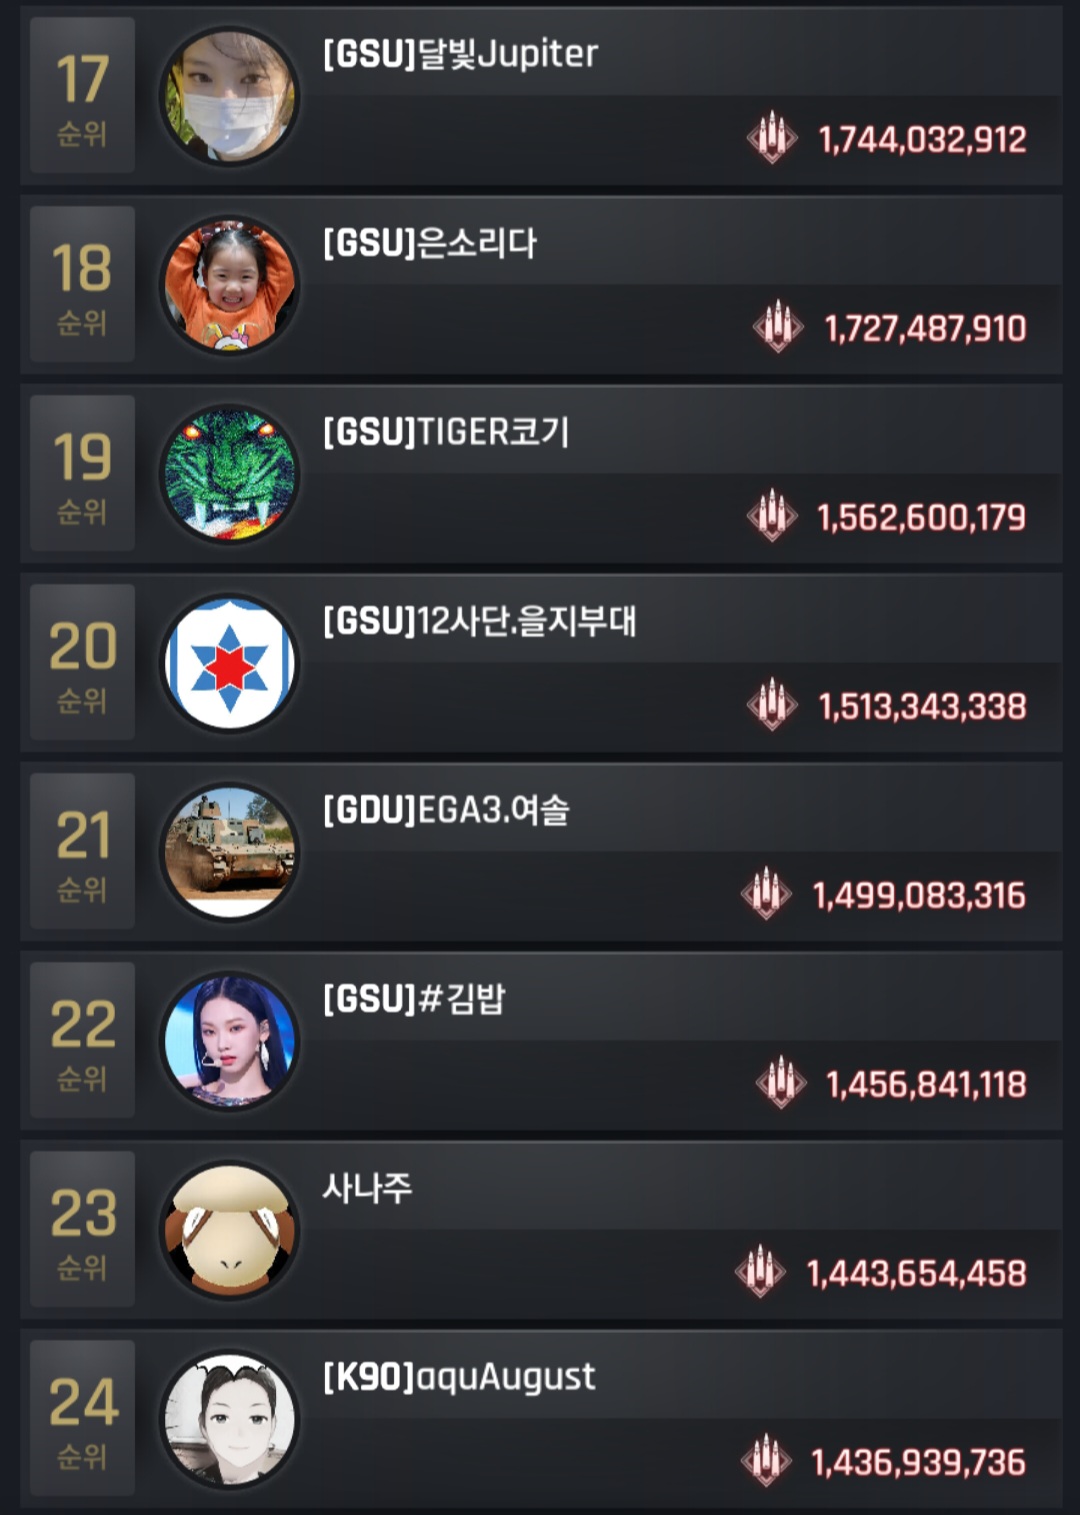 17
순위
[GSU]달빛Jupiter
1,744,032,912
18
순위
[GSU]은소리다
1,727,487,910
19
순위
[GSU]TIGER코기
1,562,600,179
20
순위
[GSU]12사단.을지부대
1,513,343,338
21
순위
[GDU]EGA3.여솔
1,499,083,316
22
순위
[GSU]#김밥
1,456,841,118
23
순위
사나주
1,443,654,458
24
순위
[K90]aquAugust
1,436,939,736